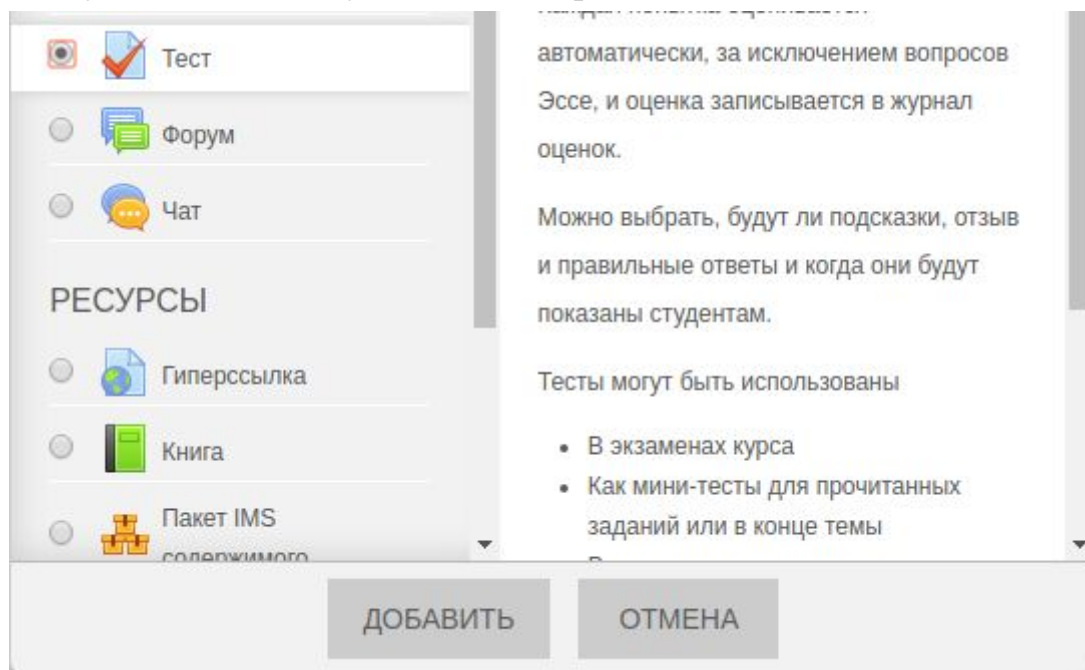 Тест
Форум
Чат
РЕСУРСЫ
Гиперссылка
Книга
Пакет IMS
содержимого
автоматически, за исключением вопросов
Эссе, и оценка записывается в журнал
оценок.
Можно выбрать, будут ли подсказки, отзыв
и правильные ответы и когда они будут
показаны студентам.
Тесты могут быть использованы
• В экзаменах курса
• Как мини-тесты для прочитанных
заданий или в конце темы
ДОБАВИТЬ
ОТМЕНА